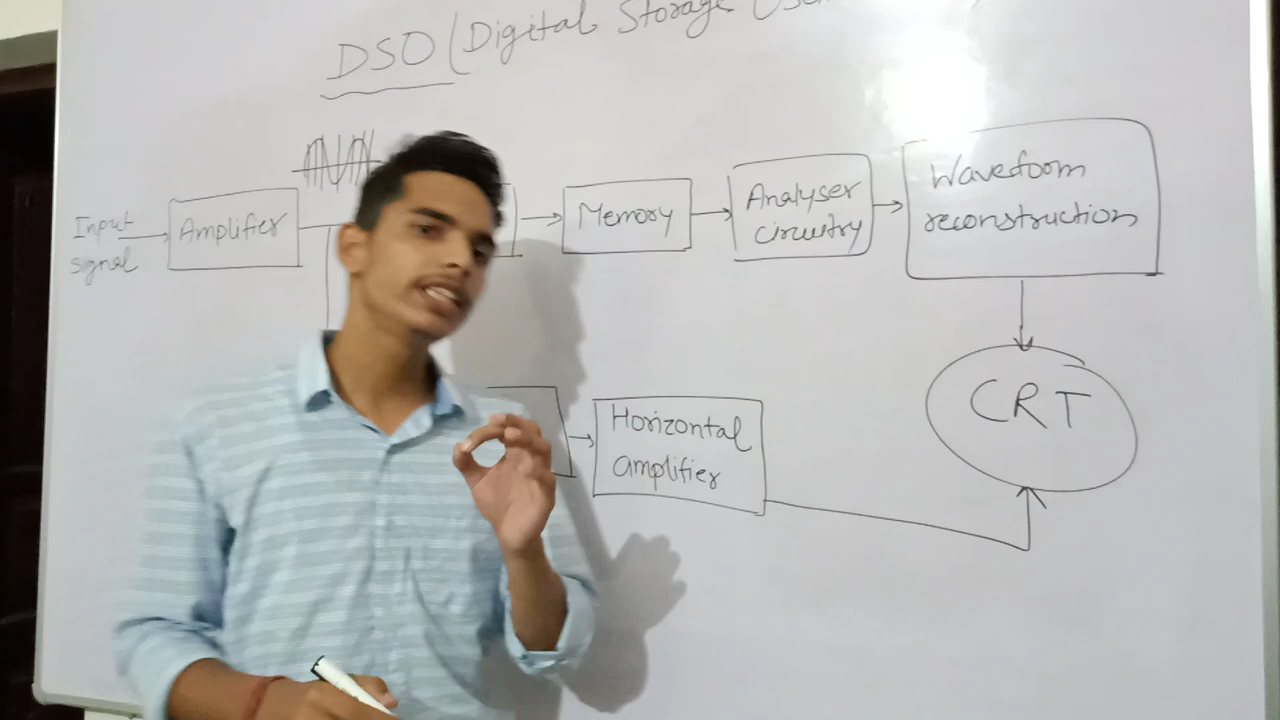 DSO (Digital Storage
Input
signal
Amplifier
Memory
Analyser
circuitry
Waveform
reconstruction
CRT
Horizontal
amplifier